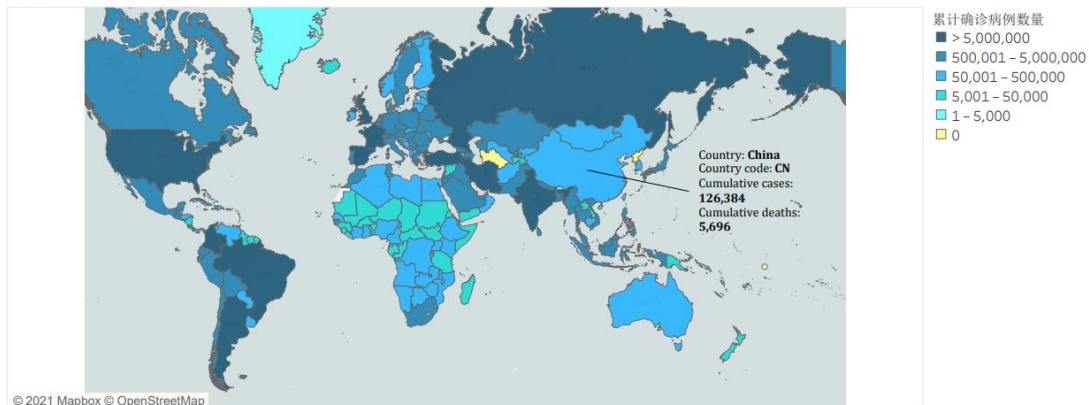 累计确诊病例数量
> 5,000,000
500,001 – 5,000,000
50,001 – 500,000
5,001 – 50,000
1 – 5,000
0
Country: China
Country code: CN
Cumulative cases:
126,384
Cumulative deaths:
5,696
© 2021 Mapbox © OpenStreetMap